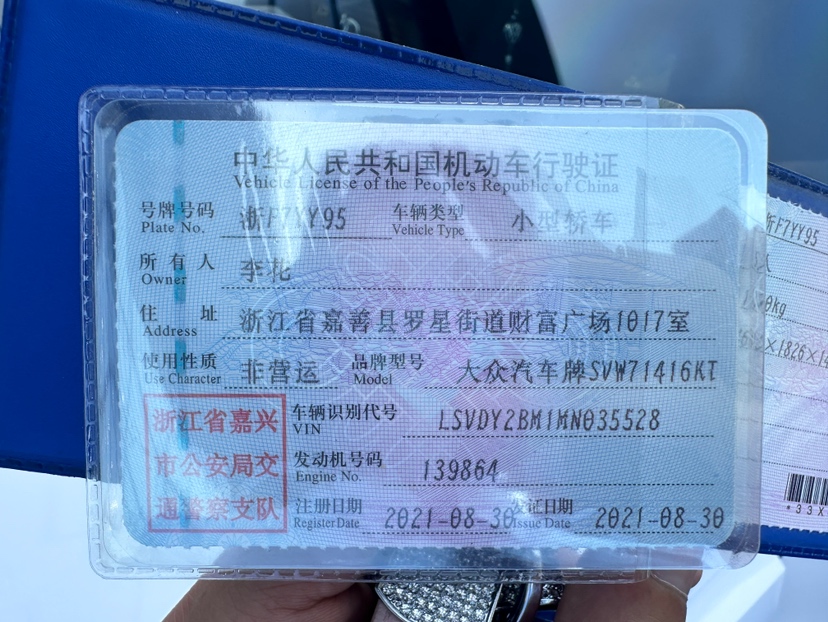 中华人民共和国机动车行驶证
Vehicle License of the People's Republic of China
号牌号码 浙F7YY95 车辆类型 小型轿车
Plate No. Vehicle Type
所有人 李花
Owner
住址 浙江省嘉善县罗星街道财富广场1017室
Address
使用性质 非营运 品牌型号 大众汽车牌SVW71416KT
Use Character Model
浙江省嘉兴
市公安局交
通警察支队
车辆识别代号 LSVDY2BM1MN035528
VIN
发动机号码 139864
Engine No.
注册日期 2021-08-30 发证日期 2021-08-30
Register Date Issue Date
浙F7YY95